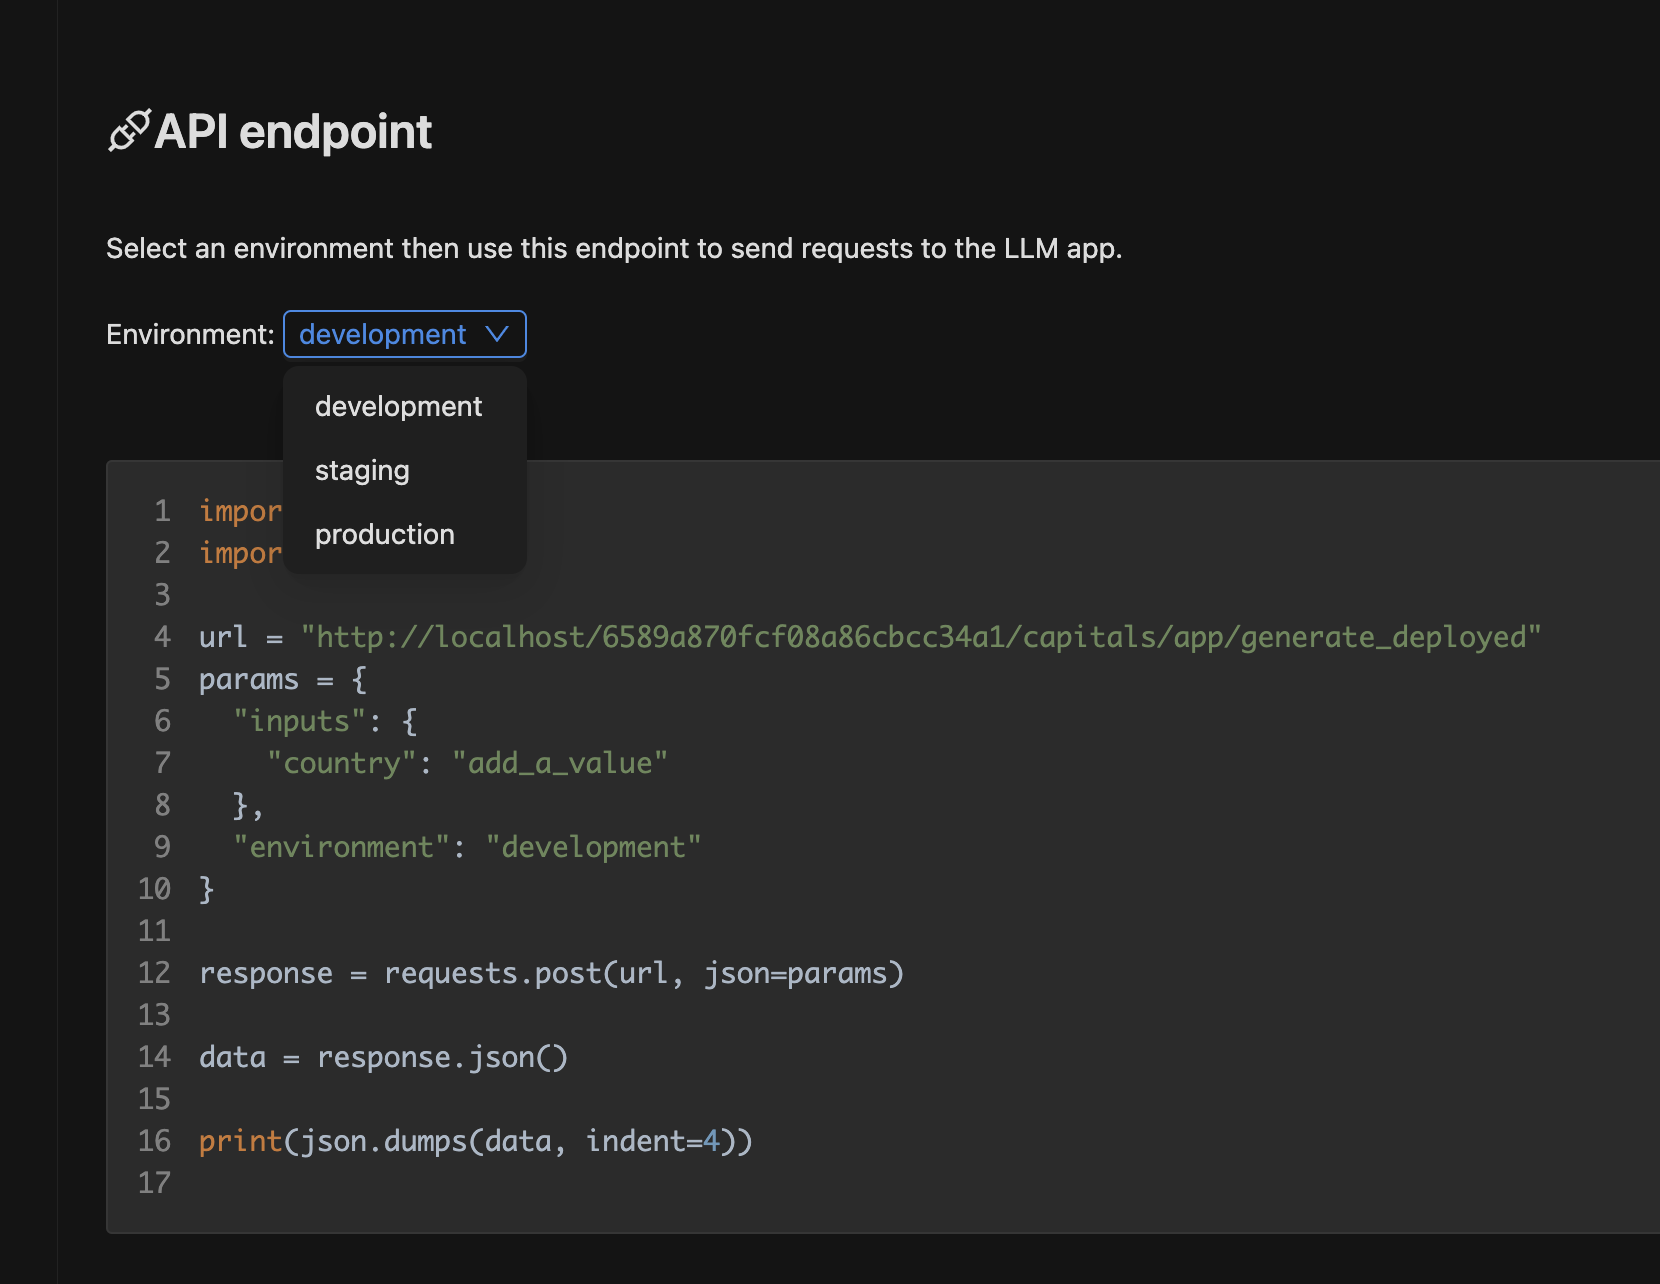 API endpoint
Select an environment then use this endpoint to send requests to the LLM app.
Environment: development
development
staging
production
1 impor
2 impor
3
4 url = "http://localhost/6589a870fcf08a86cbcc34a1/capitals/app/generate_deployed"
5 params = {
6   "inputs": {
7     "country": "add_a_value"
8   },
9   "environment": "development"
10 }
11
12 response = requests.post(url, json=params)
13
14 data = response.json()
15
16 print(json.dumps(data, indent=4))
17